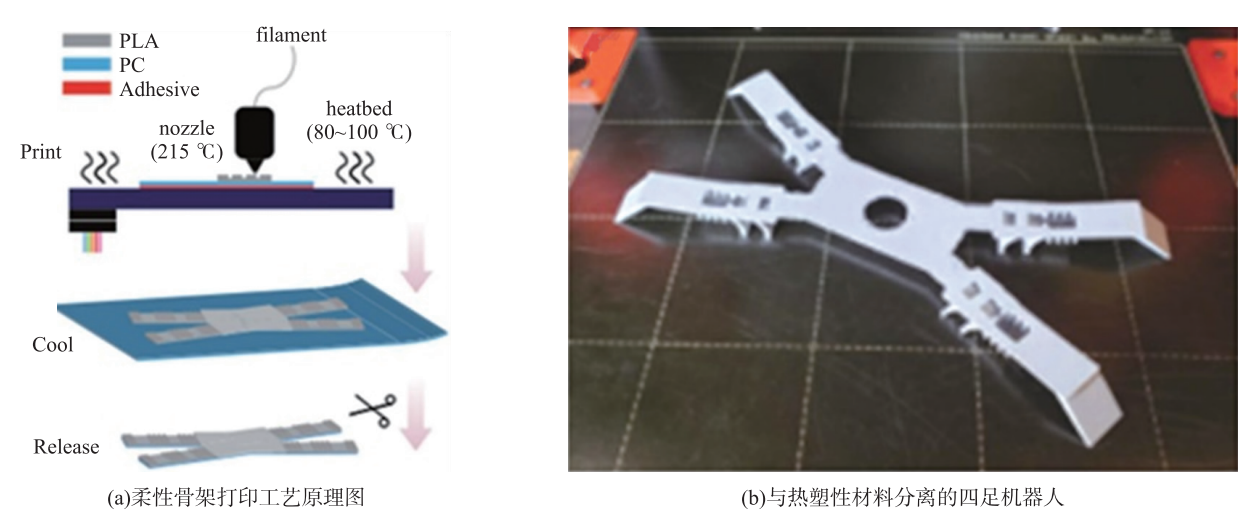 PLA
PC
Adhesive
filament
nozzle
(215 ℃)
heatbed
(80~100 ℃)
Print
Cool
Release
(a)柔性骨架打印工艺原理图
(b)与热塑性材料分离的四足机器人